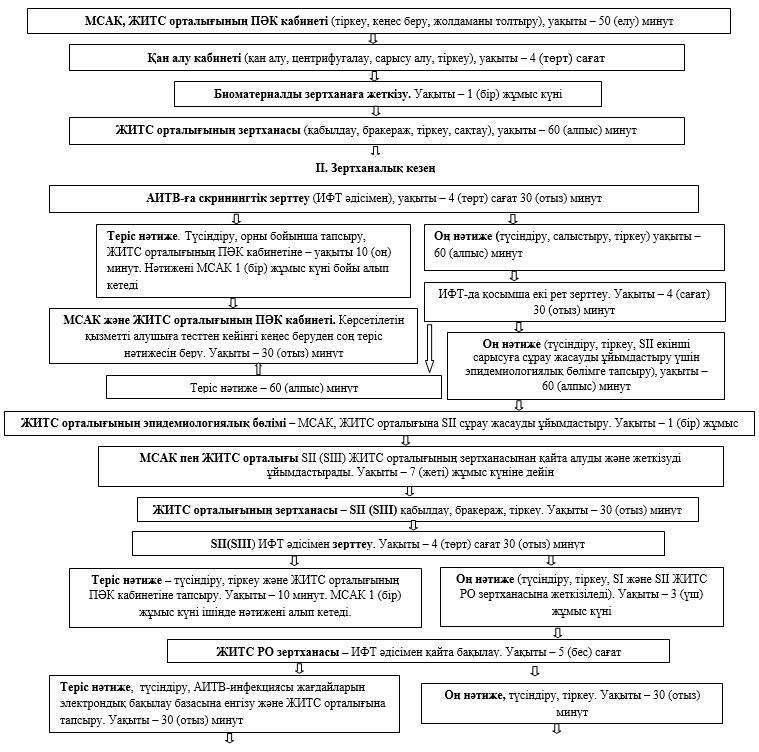 МСАК, ЖИТС орталығының ПӘК кабинеті (тіркеу, кеңес беру, жолдаманы толтыру), уақыты – 50 (елу) минут
Қан алу кабинеті (қан алу, центрифугалау, сарысу алу, тіркеу), уақыты – 4 (төрт) сағат
Биоматериалды зертханаға жеткізу. Уақыты – 1 (бір) жұмыс күні
ЖИТС орталығының зертханасы (қабылдау, бракераж, тіркеу, сақтау), уақыты – 60 (алпыс) минут
II. Зертханалық кезең
АИТВ-ға скринингтік зерттеу (ИФТ әдісімен), уақыты – 4 (төрт) сағат 30 (отыз) минут
Теріс нәтиже. Түсіндіру, орны бойынша тапсыру,
ЖИТС орталығының ПӘК кабинетіне – уақыты 10 (он)
минут. Нәтижені МСАК 1 (бір) жұмыс күні бойы алып
кетеді
Оң нәтиже (түсіндіру, салыстыру, тіркеу) уақыты –
60 (алпыс) минут
ИФТ-да қосымша екі рет зерттеу. Уақыты – 4 (сағат)
30 (отыз) минут
МСАК және ЖИТС орталығының ПӘК кабинеті. Көрсетілетін
қызметті алушыға тесттен кейінгі кеңес беруден соң теріс
нәтижесін беру. Уақыты – 30 (отыз) минут
Оң нәтиже (түсіндіру, тіркеу, SII екінші
сарысуға сұрау жасауды ұйымдастыру үшін
эпидемиологиялық бөлімге тапсыру), уақыты –
60 (алпыс) минут
Теріс нәтиже – 60 (алпыс) минут
ЖИТС орталығының эпидемиологиялық бөлімі – МСАК, ЖИТС орталығына SII сұрау жасауды ұйымдастыру. Уақыты – 1 (бір) жұмыс
МСАК пен ЖИТС орталығы SII (SIII) ЖИТС орталығының зертханасынан қайта алуды және жеткізуді
ұйымдастырады. Уақыты – 7 (жеті) жұмыс күніне дейін
ЖИТС орталығының зертханасы – SII (SIII) қабылдау, бракераж, тіркеу. Уақыты – 30 (отыз) минут
SII(SIII) ИФТ әдісімен зерттеу. Уақыты – 4 (төрт) сағат 30 (отыз) минут
Теріс нәтиже – түсіндіру, тіркеу және ЖИТС орталығының
ПӘК кабинетіне тапсыру. Уақыты – 10 минут. МСАК 1 (бір)
жұмыс күні ішінде нәтижені алып кетеді.
Оң нәтиже (түсіндіру, тіркеу, SI және SII ЖИТС
РО зертханасына жеткізіледі). Уақыты – 3 (үш)
жұмыс күні
ЖИТС РО зертханасы – ИФТ әдісімен қайта бақылау. Уақыты – 5 (бес) сағат
Теріс нәтиже, түсіндіру, АИТВ-инфекциясы жағдайларын
электрондық бақылау базасына енгізу және ЖИТС орталығына
тапсыру. Уақыты – 30 (отыз) минут
Оң нәтиже, түсіндіру, тіркеу. Уақыты – 30 (отыз)
минут